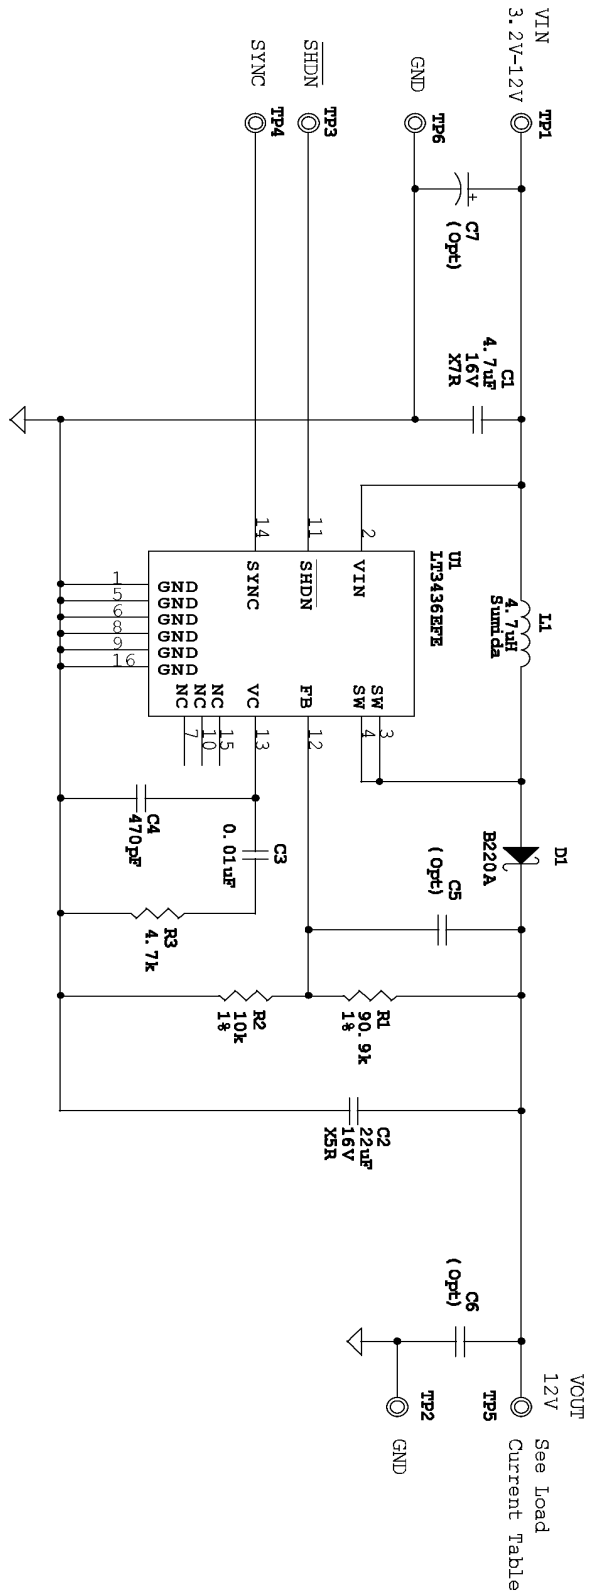 VIN
3.2V-12V
TP1
GND
TP6
SHDN
TP3
SYNC
TP4
C7
(Opt)
C1
4.7uF
16V
X7R
L1
4.7uH
Sumida
D1
B220A
U1
LT3436EFE
2
VIN
11
SHDN
14
SYNC
1
GND
5
GND
6
GND
8
GND
9
GND
16
GND
SW
3
SW
4
FB
12
VC
13
NC
15
NC
10
NC
7
C5
(Opt)
C3
0.01uF
C4
470pF
R3
4.7k
R1
90.9k
1%
R2
10k
1%
C2
22uF
16V
X5R
C6
(Opt)
VOUT
12V
TP5
See Load
Current Table
TP2
GND